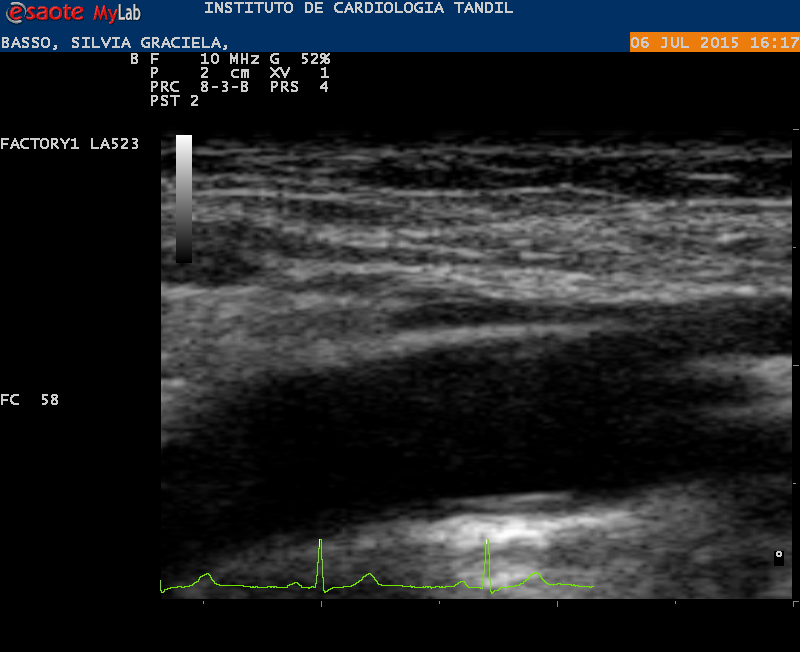 esaote MyLab
INSTITUTO DE CARDIOLOGIA TANDIL
BASSO, SILVIA GRACIELA,
06 JUL 2015 16:17
B F 10 MHz G 52%
P 2 cm XV 1
PRC 8-3-B PRS 4
PST 2
FACTORY1 LA523
FC 58